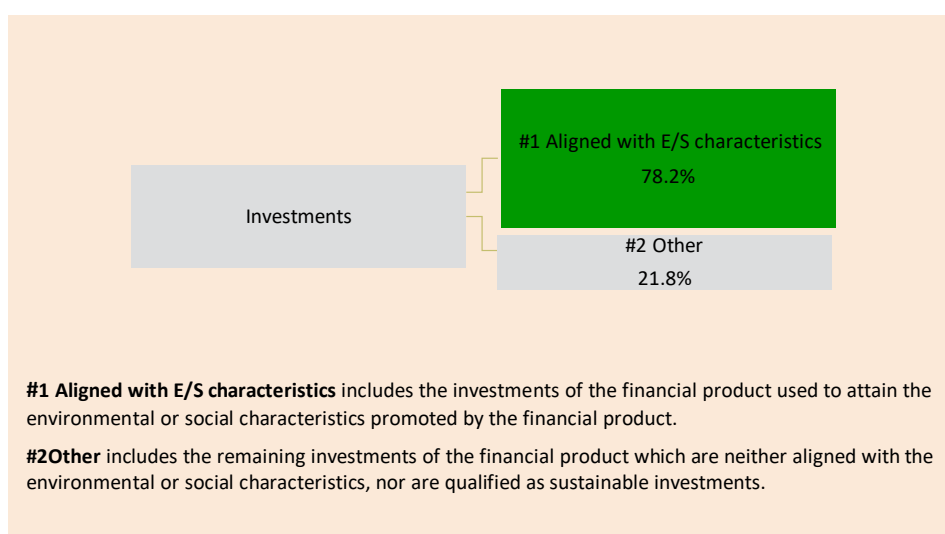 #1 Aligned with E/S characteristics
78.2%
Investments
#2 Other
21.8%
#1 Aligned with E/S characteristics includes the investments of the financial product used to attain the
environmental or social characteristics promoted by the financial product.
#2Other includes the remaining investments of the financial product which are neither aligned with the
environmental or social characteristics, nor are qualified as sustainable investments.